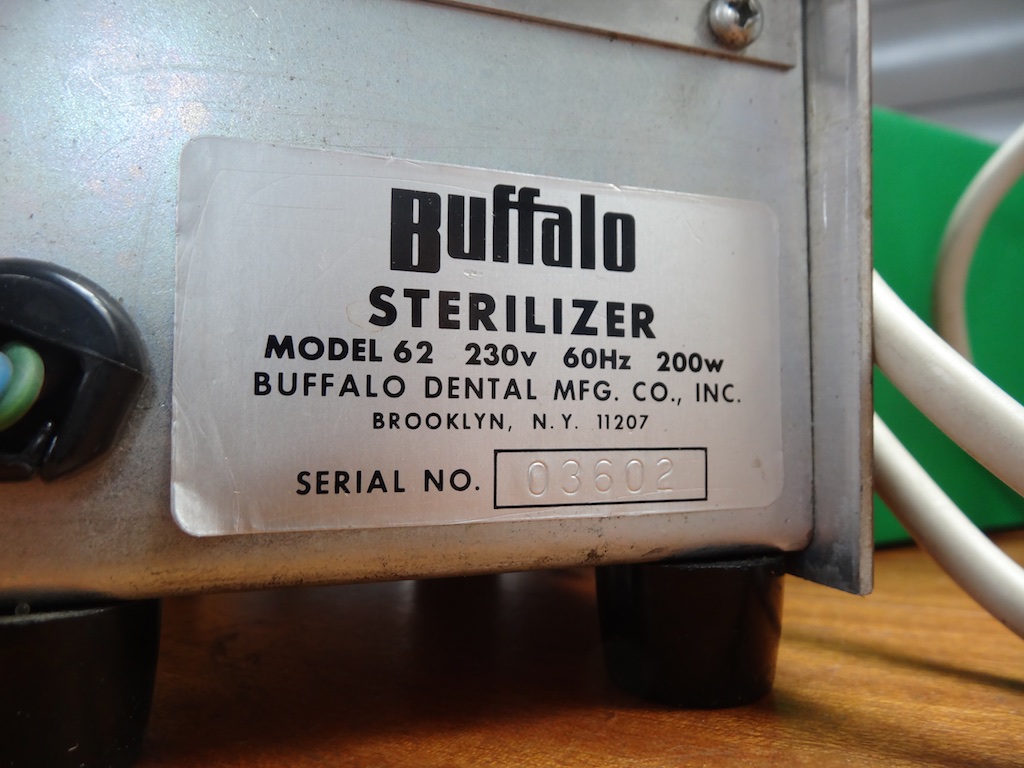 Buffalo
STERILIZER
MODEL 62 230v 60Hz 200w
BUFFALO DENTAL MFG. CO., INC.
BROOKLYN, N.Y. 11207
SERIAL NO. 03602